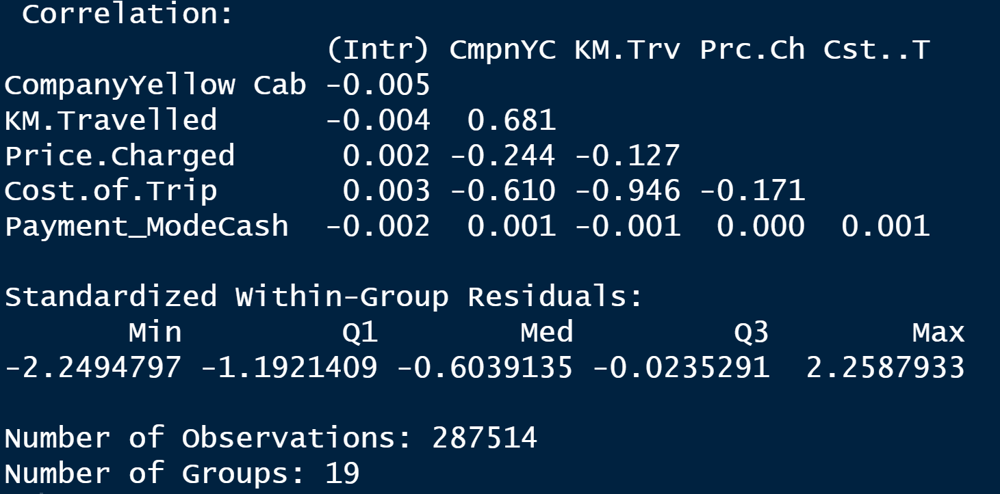 Correlation:
(Intr) CmpnYC KM.Trv Prc.Ch Cst..T
CompanyYellow Cab -0.005
KM.Travelled -0.004 0.681
Price.Charged 0.002 -0.244 -0.127
Cost.of.Trip 0.003 -0.610 -0.946 -0.171
Payment_ModeCash -0.002 0.001 -0.001 0.000 0.001
Standardized Within-Group Residuals:
Min Q1 Med Q3 Max
-2.2494797 -1.1921409 -0.6039135 -0.0235291 2.2587933
Number of Observations: 287514
Number of Groups: 19